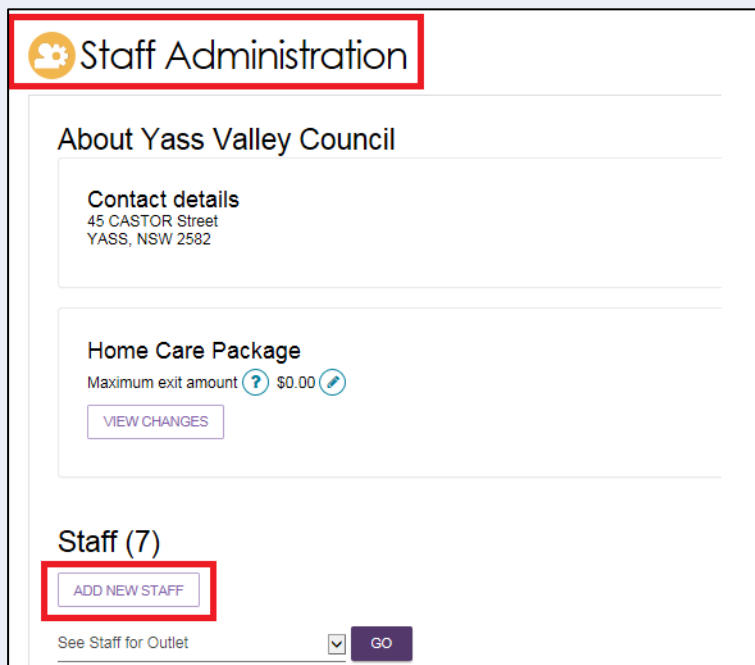 Staff Administration
About Yass Valley Council
Contact details
45 CASTOR Street
YASS, NSW 2582
Home Care Package
Maximum exit amount ? $0.00
VIEW CHANGES
Staff (7)
ADD NEW STAFF
See Staff for Outlet GO